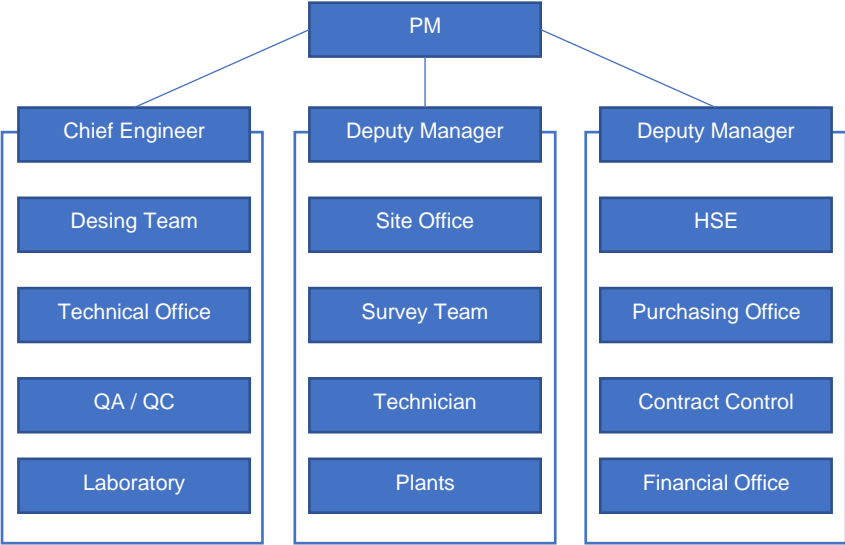 PM
Chief Engineer
Deputy Manager
Deputy Manager
Desing Team
Site Office
HSE
Technical Office
Survey Team
Purchasing Office
QA / QC
Technician
Contract Control
Laboratory
Plants
Financial Office